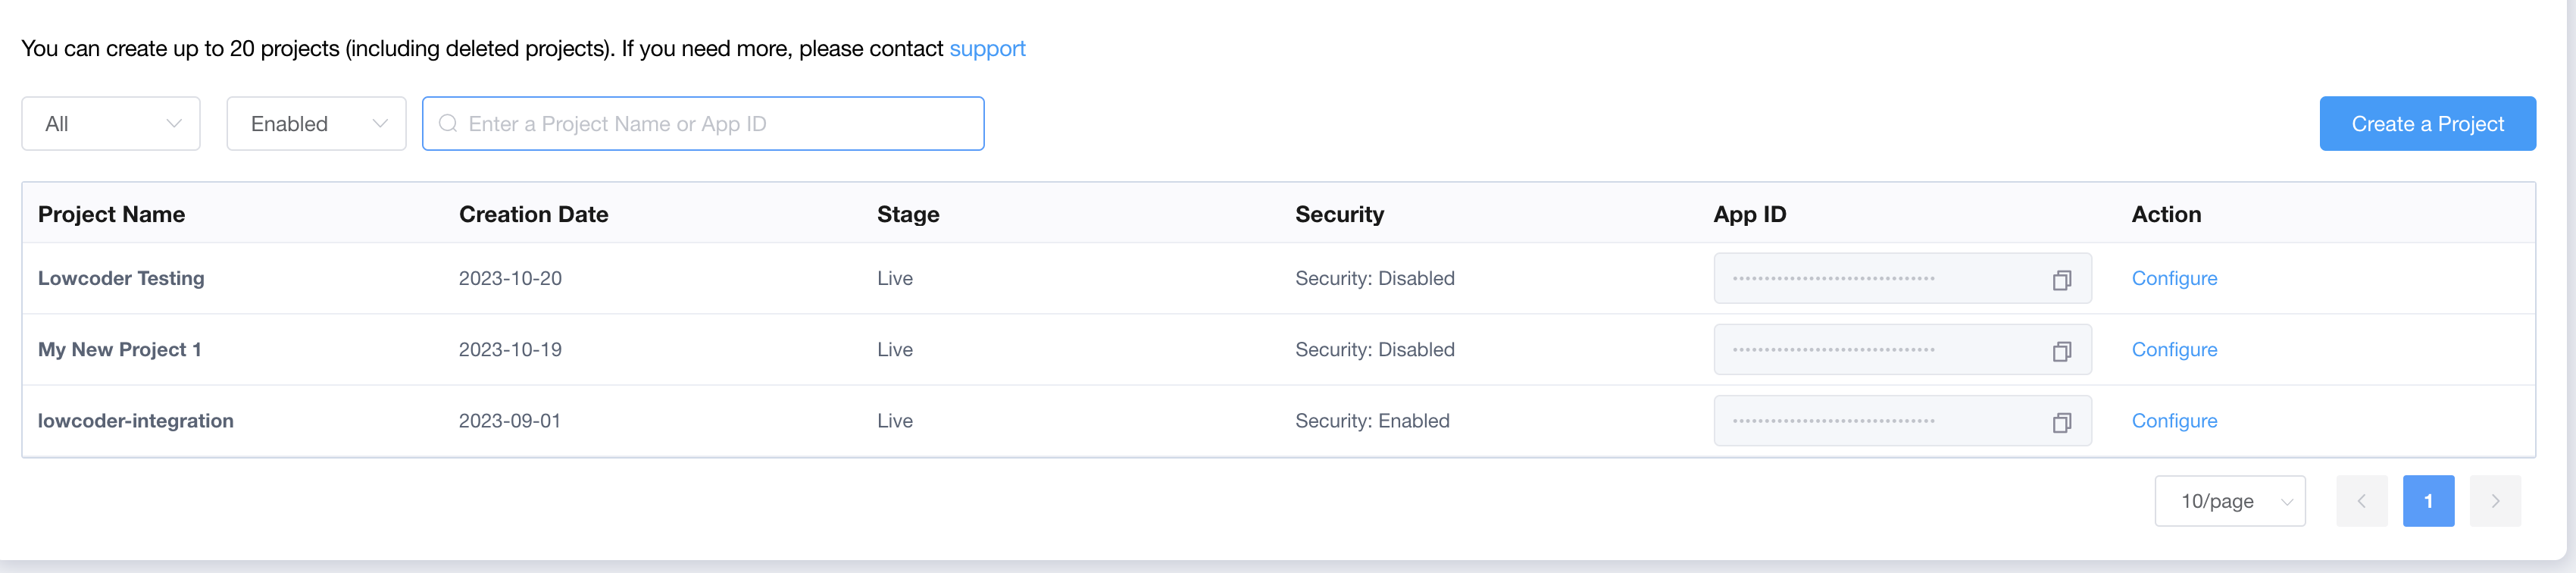 You can create up to 20 projects (including deleted projects). If you need more, please contact support
All Enabled Enter a Project Name or App ID Create a Project
Project Name Creation Date Stage Security App ID Action
Lowcoder Testing 2023-10-20 Live Security: Disabled Configure
My New Project 1 2023-10-19 Live Security: Disabled Configure
lowcoder-integration 2023-09-01 Live Security: Enabled Configure
10/page 1